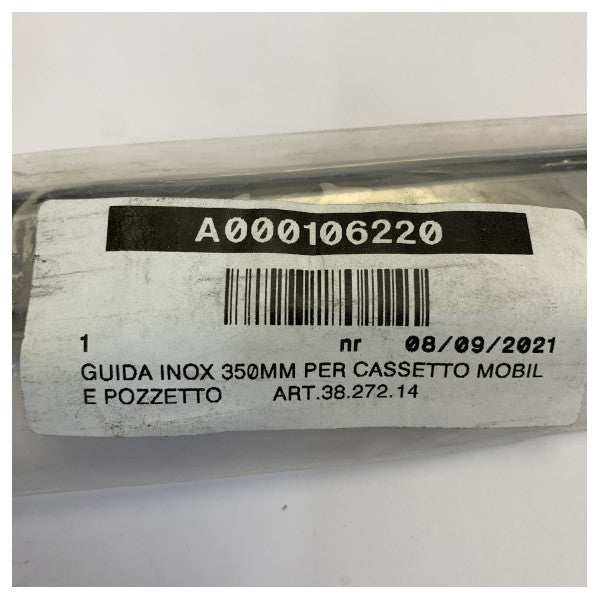 A000106220
1 nr 08/09/2021
GUIDA INOX 350MM PER CASSETTO MOBIL
E POZZETTO ART.38.272.14